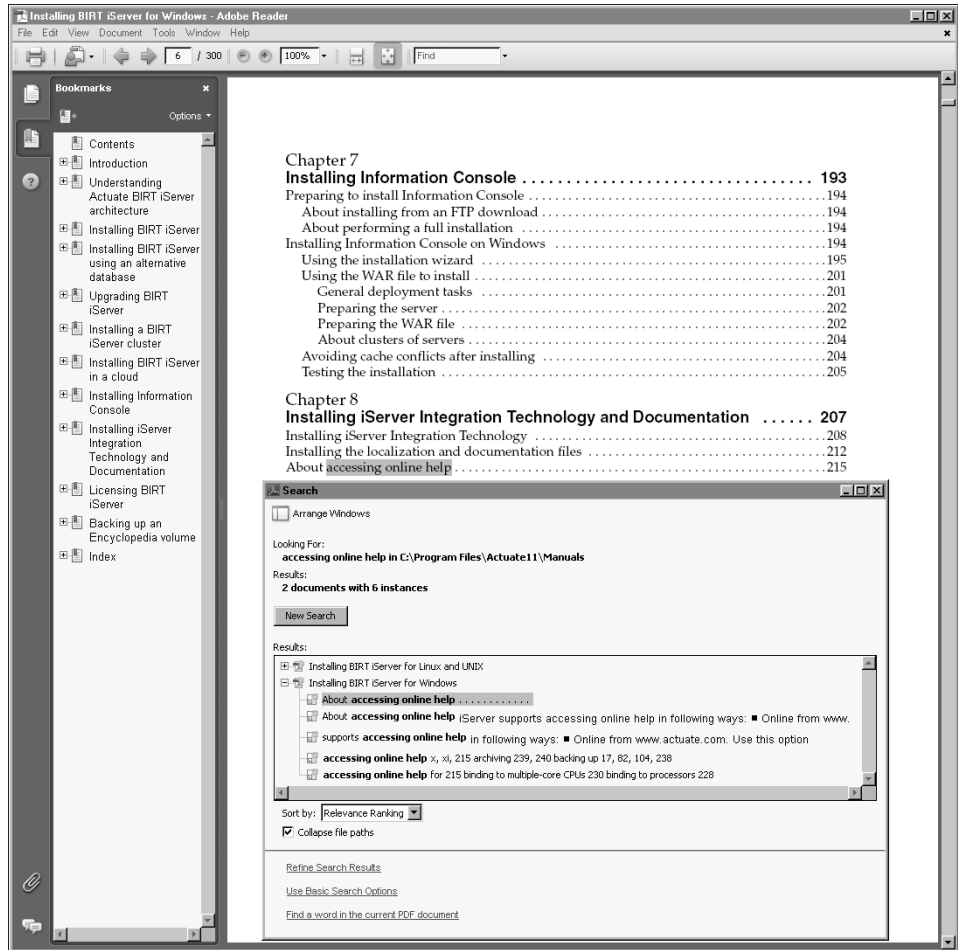 Installing BIRT iServer for Windows - Adobe Reader
File Edit View Document Tools Window Help
6 / 300 100% Find
Bookmarks
Options
Contents
Introduction
Understanding
Actuate BIRT iServer
architecture
Installing BIRT iServer
Installing BIRT iServer
using an alternative
database
Upgrading BIRT
iServer
Installing a BIRT
iServer cluster
Installing BIRT iServer
in a cloud
Installing Information
Console
Installing iServer
Integration
Technology and
Documentation
Licensing BIRT
iServer
Backing up an
Encyclopedia volume
Index
Chapter 7
Installing Information Console . . . . . . . . . . . . . . . . . . . . . . . . . . . . . . . . . 193
Preparing to install Information Console . . . . . . . . . . . . . . . . . . . . . . . . . . . . . . 194
About installing from an FTP download . . . . . . . . . . . . . . . . . . . . . . . . . . . . . . 194
About performing a full installation . . . . . . . . . . . . . . . . . . . . . . . . . . . . . . 194
Installing Information Console on Windows . . . . . . . . . . . . . . . . . . . . . . . . . . . . . . 194
Using the installation wizard . . . . . . . . . . . . . . . . . . . . . . . . . . . . . . 195
Using the WAR file to install . . . . . . . . . . . . . . . . . . . . . . . . . . . . . . 201
General deployment tasks . . . . . . . . . . . . . . . . . . . . . . . . . . . . . . 201
Preparing the server . . . . . . . . . . . . . . . . . . . . . . . . . . . . . . 202
Preparing the WAR file . . . . . . . . . . . . . . . . . . . . . . . . . . . . . . 202
About clusters of servers . . . . . . . . . . . . . . . . . . . . . . . . . . . . . . 204
Avoiding cache conflicts after installing . . . . . . . . . . . . . . . . . . . . . . . . . . . . . . 204
Testing the installation . . . . . . . . . . . . . . . . . . . . . . . . . . . . . . 205
Chapter 8
Installing iServer Integration Technology and Documentation . . . . . . 207
Installing iServer Integration Technology . . . . . . . . . . . . . . . . . . . . . . . . . . . . . . 208
Installing the localization and documentation files . . . . . . . . . . . . . . . . . . . . . . . . . . . . . . 212
About accessing online help . . . . . . . . . . . . . . . . . . . . . . . . . . . . . . 215
Search
Arrange Windows
Looking For:
accessing online help in C:\Program Files\Actuate11\Manuals
Results:
2 documents with 6 instances
New Search
Results:
Installing BIRT iServer for Linux and UNIX
Installing BIRT iServer for Windows
About accessing online help . . . . . . . . . . . .
About accessing online help iServer supports accessing online help in following ways: ■ Online from www.
supports accessing online help in following ways: ■ Online from www.actuate.com. Use this option
accessing online help x, xi, 215 archiving 239, 240 backing up 17, 82, 104, 238
accessing online help for 215 binding to multiple-core CPUs 230 binding to processors 228
Sort by: Relevance Ranking
Collapse file paths
Refine Search Results
Use Basic Search Options
Find a word in the current PDF document